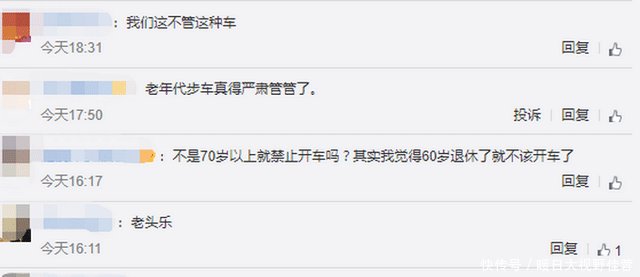 ：我们这不管这种车
今天18:31
回复
老年代步车真得严肃管管了。
今天17:50
投诉 回复
：不是70岁以上就禁止开车吗？其实我觉得60岁退休了就不该开车了
今天16:17
回复
：老头乐
今天16:11
回复 1
快传号／